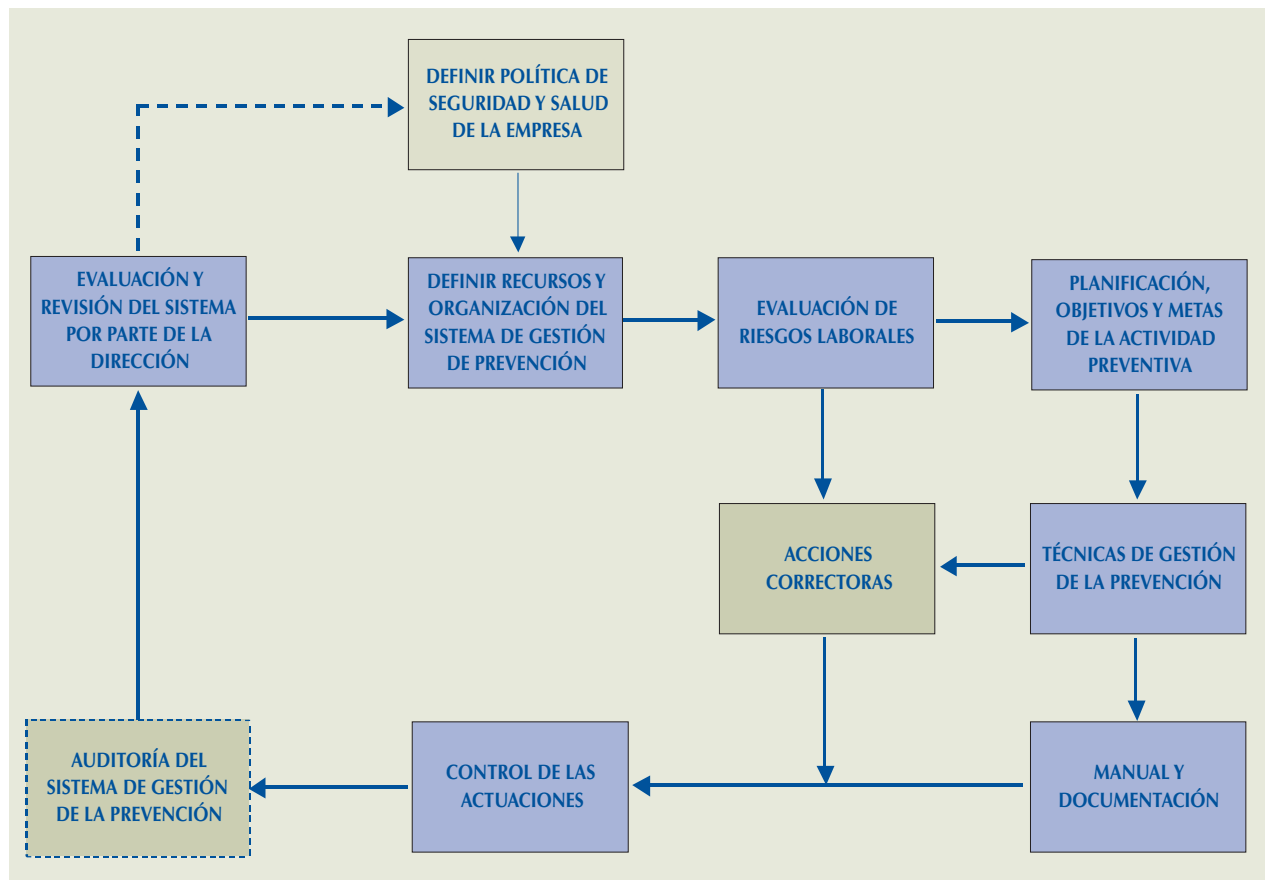 DEFINIR POLÍTICA DE
SEGURIDAD Y SALUD
DE LA EMPRESA
EVALUACIÓN Y
REVISIÓN DEL SISTEMA
POR PARTE DE LA
DIRECCIÓN
DEFINIR RECURSOS Y
ORGANIZACIÓN DEL
SISTEMA DE GESTIÓN
DE PREVENCIÓN
EVALUACIÓN DE
RIESGOS LABORALES
PLANIFICACIÓN,
OBJETIVOS Y METAS
DE LA ACTIVIDAD
PREVENTIVA
ACCIONES
CORRECTORAS
TÉCNICAS DE GESTIÓN
DE LA PREVENCIÓN
AUDITORÍA DEL
SISTEMA DE GESTIÓN
DE LA PREVENCIÓN
CONTROL DE LAS
ACTUACIONES
MANUAL Y
DOCUMENTACIÓN